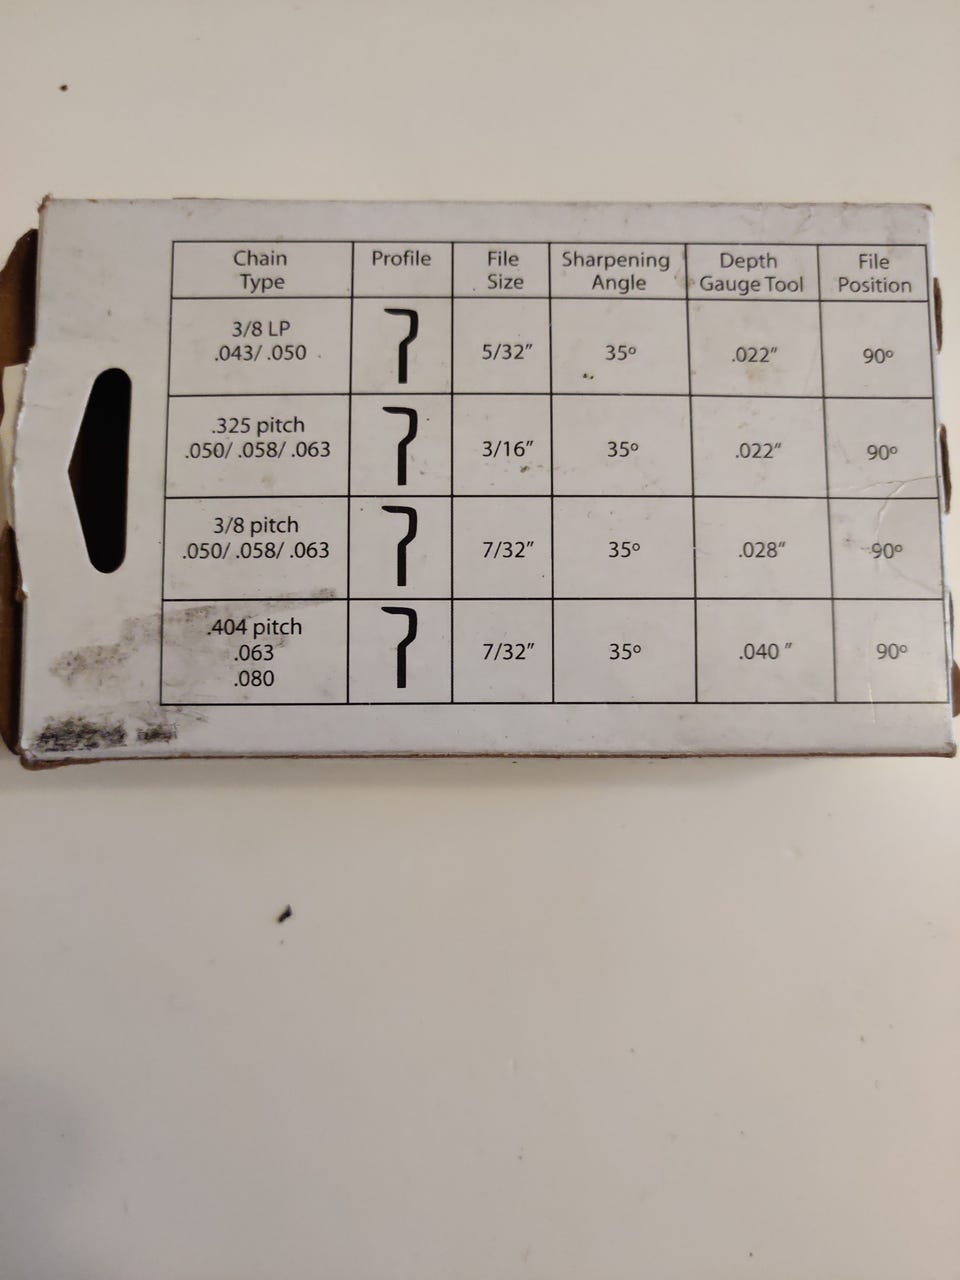 Chain Type Profile File Size Sharpening Angle Depth Gauge Tool File Position
3/8 LP
.043/ .050 5/32″ 35º .022″ 90º
.325 pitch
.050/ .058/ .063 3/16″ 35º .022″ 90º
3/8 pitch
.050/ .058/ .063 7/32″ 35º .028″ 90º
.404 pitch
.063 7/32″ 35º .040 ″ 90º
.080